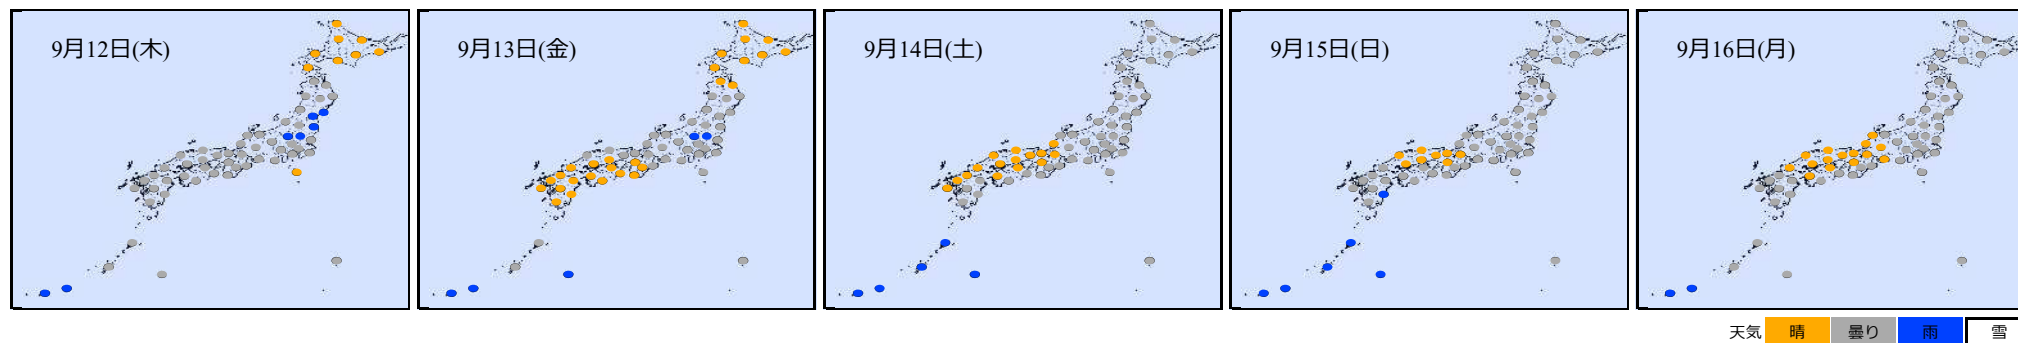 9月12日(木)
9月13日(金)
9月14日(土)
9月15日(日)
9月16日(月)
天気 晴 曇り 雨 雪